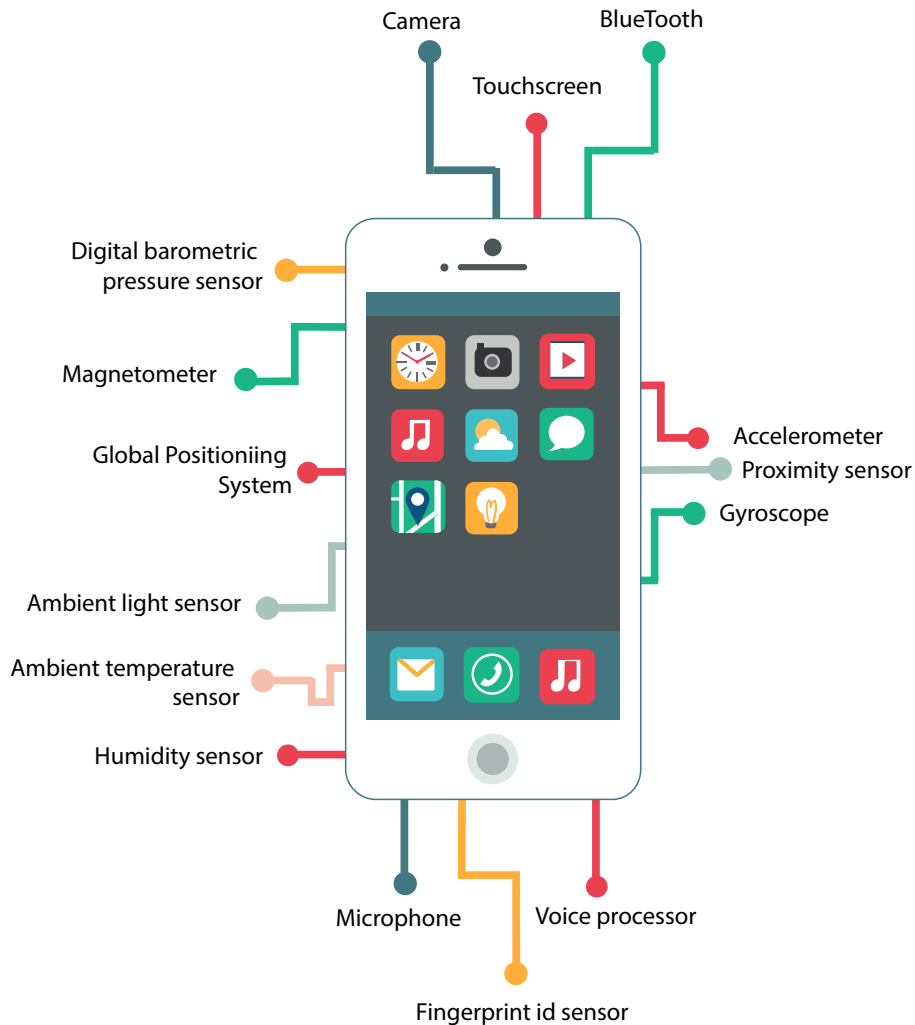 Camera
BlueTooth
Touchscreen
Digital barometric
pressure sensor
Magnetometer
Global Positioniing
System
Accelerometer
Proximity sensor
Gyroscope
Ambient light sensor
Ambient temperature
sensor
Humidity sensor
Microphone
Voice processor
Fingerprint id sensor